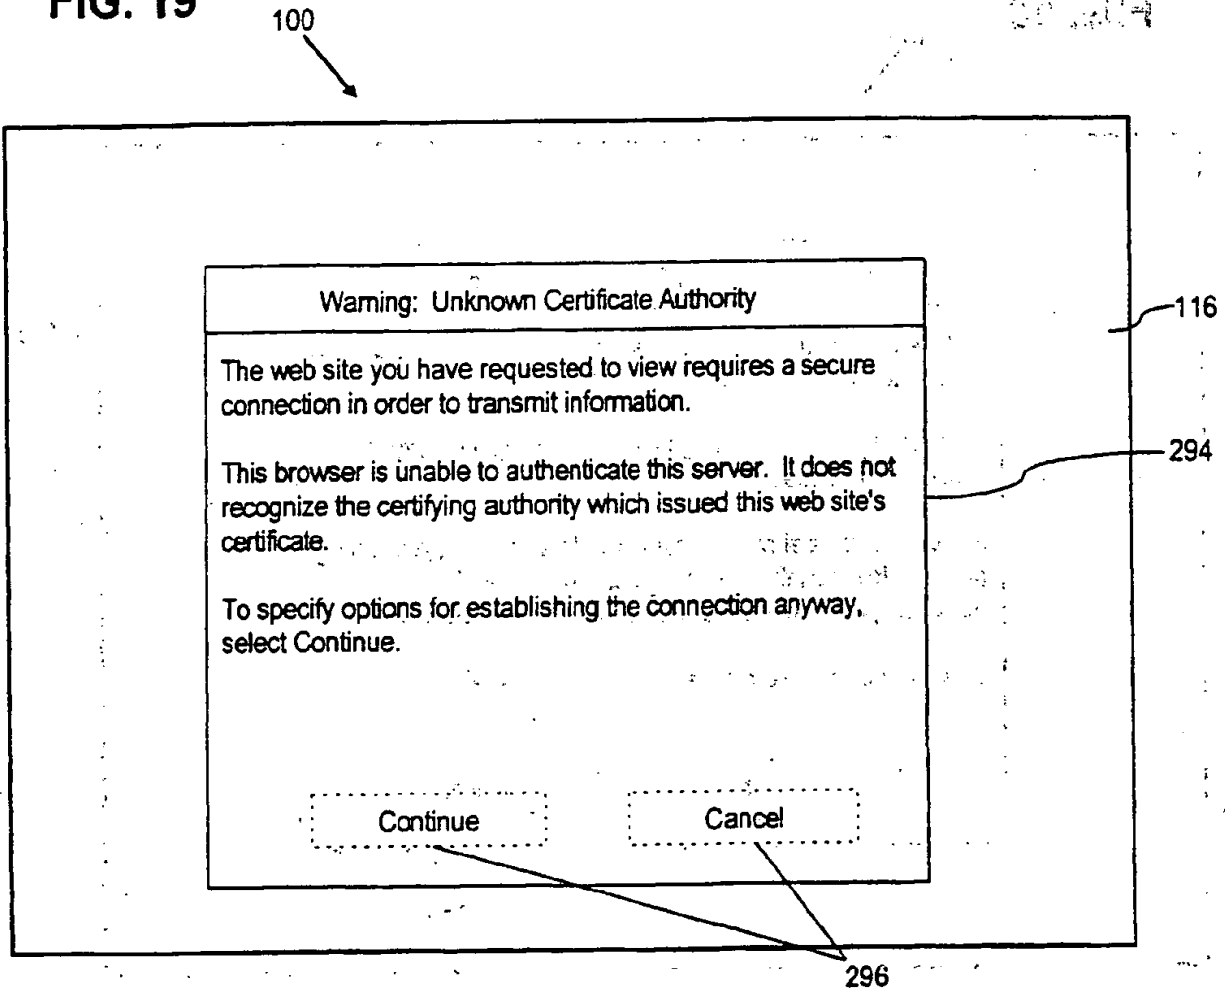 FIG. 19
100
Warning: Unknown Certificate Authority
116
The web site you have requested to view requires a secure
connection in order to transmit information.
294
This browser is unable to authenticate this server. It does not
recognize the certifying authority which issued this web site's
certificate.
To specify options for establishing the connection anyway,
select Continue.
Continue
Cancel
296